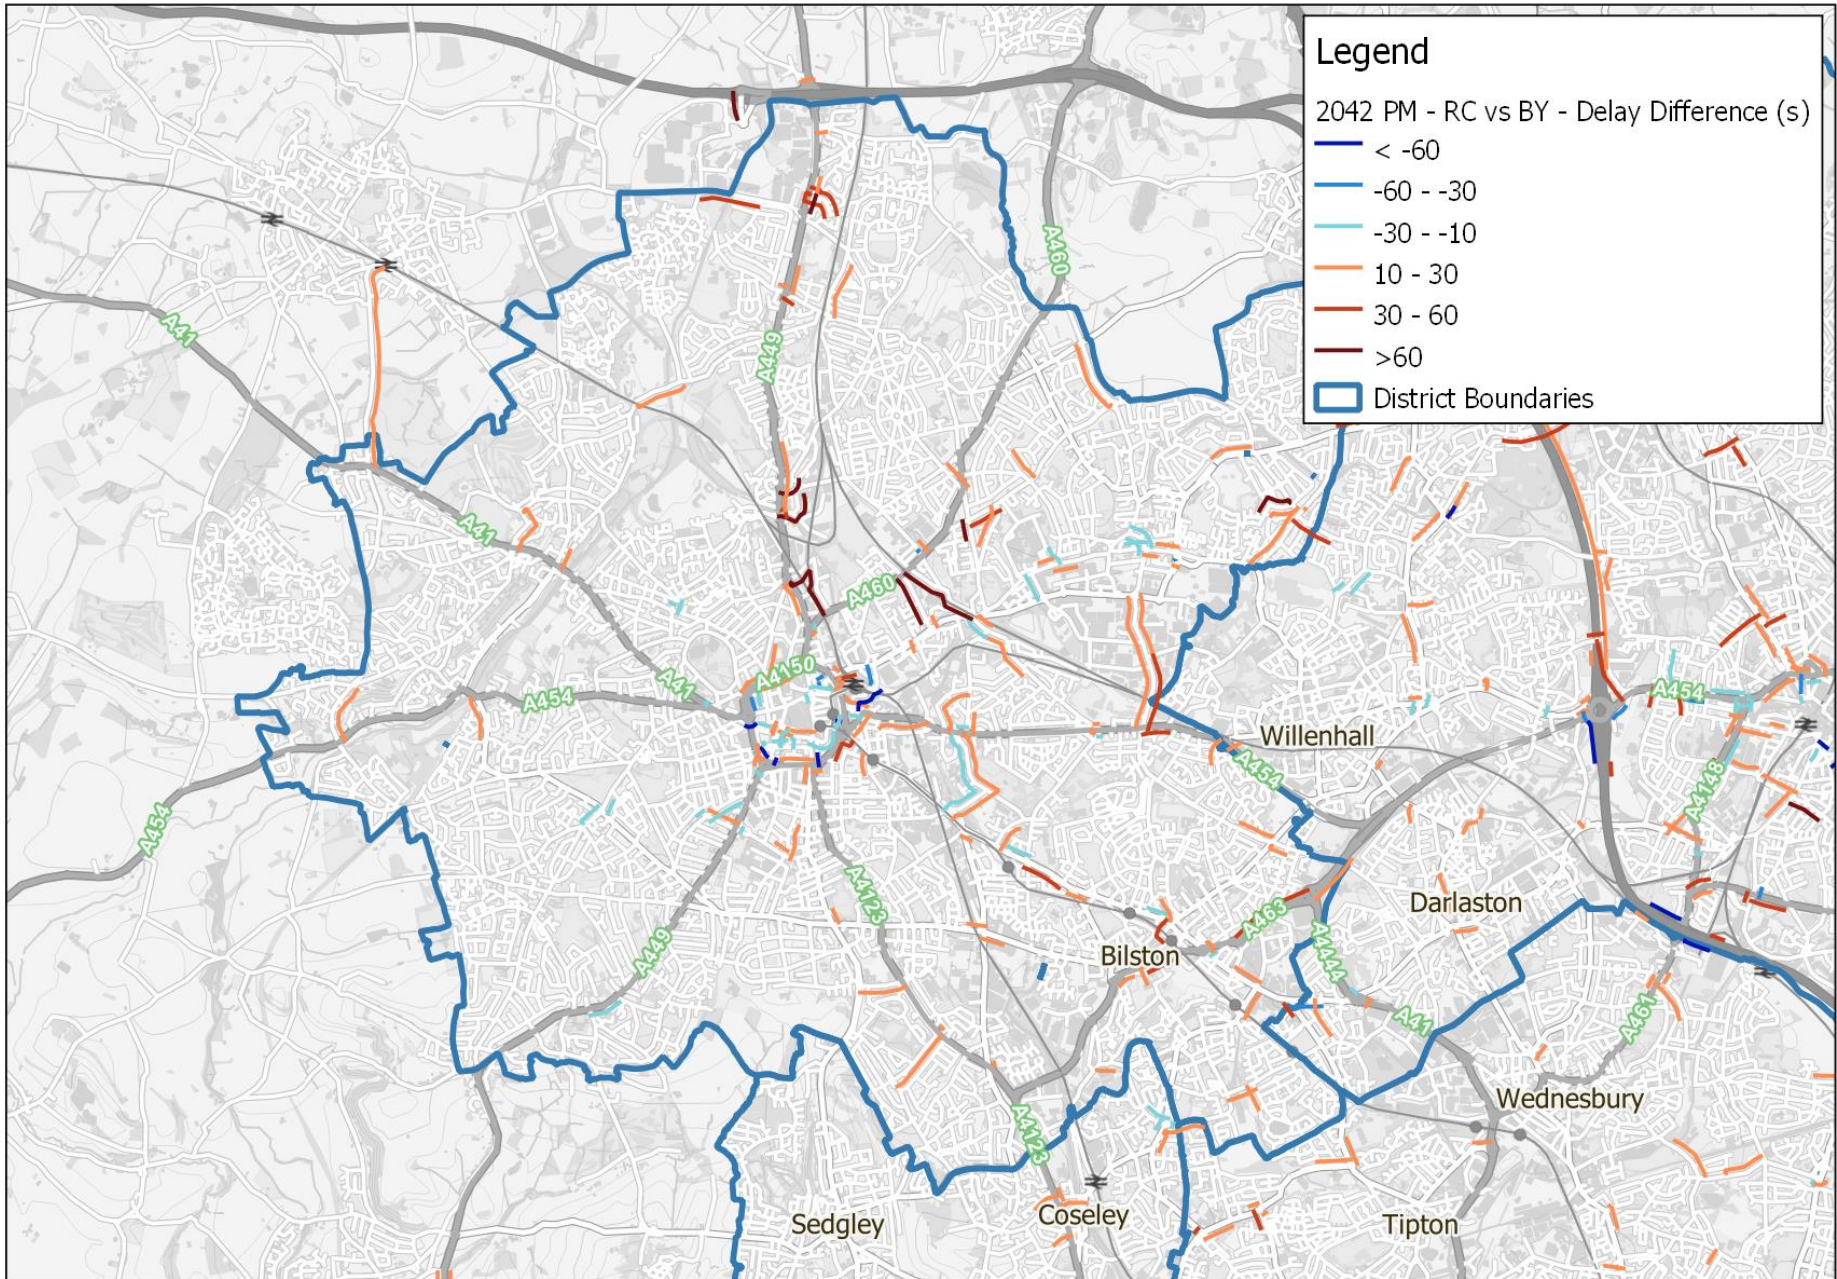 Legend
2042 PM - RC vs BY - Delay Difference (s)
< -60
-60 - -30
-30 - -10
10 - 30
30 - 60
>60
District Boundaries
A460
A41
A449
A41
A460
A4150
A41
A454
A454
Willenhall
A454
A4148
A454
A4123
A463
Darlaston
A449
Bilston
A4444
A41
A461
Wednesbury
A4123
Sedgley
Coseley
Tipton